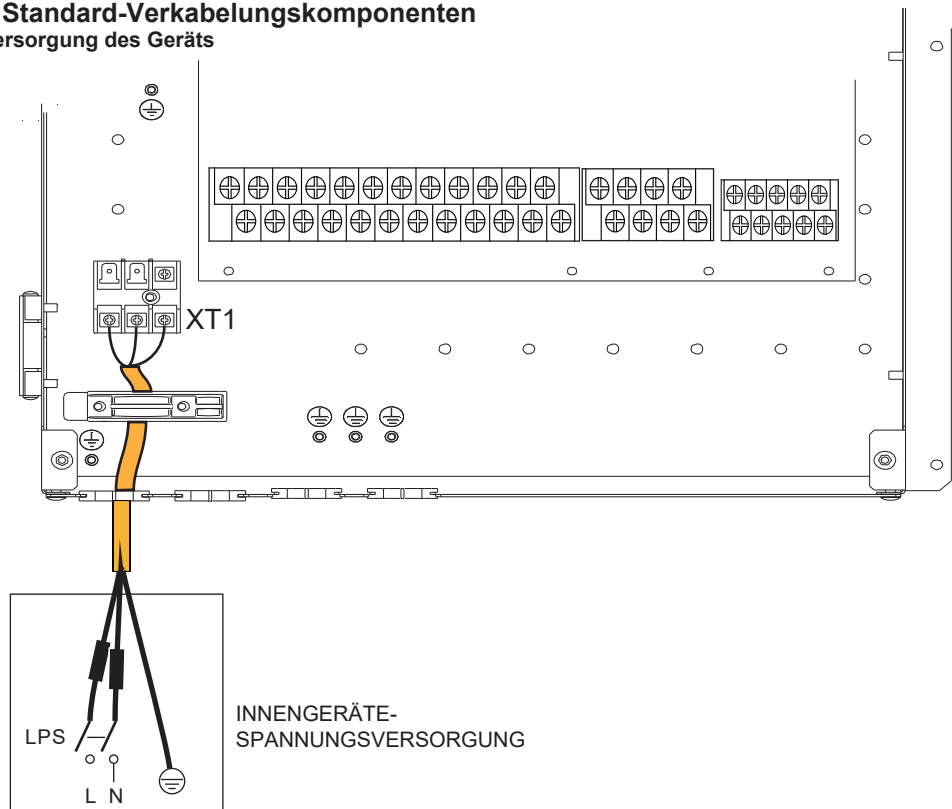 Standard-Verkabelungskomponenten
ersorgung des Geräts
XT1
INNENGERÄTE-
SPANNUNGSVERSORGUNG
LPS
L N